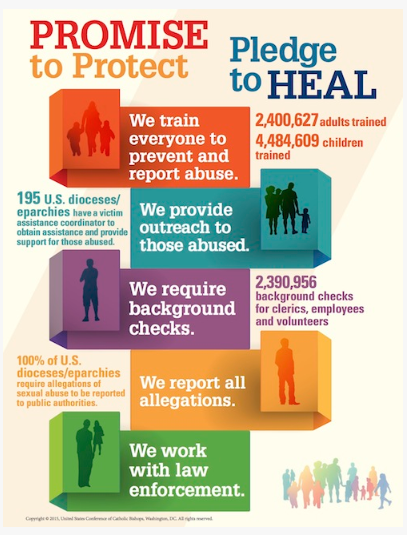 PROMISE
to Protect
Pledge
to HEAL
We train
everyone to
prevent and
report abuse.
2,400,627 adults trained
4,484,609 children
trained
195 U.S. dioceses/
eparchies have a victim
assistance coordinator to
obtain assistance and provide
support for those abused.
We provide
outreach to
those abused.
We require
background
checks.
2,390,956
background checks
for clerics, employees
and volunteers
100% of U.S.
dioceses/eparchies
require allegations of
sexual abuse to be reported
to public authorities.
We report all
allegations.
We work
with law
enforcement.
Copyright © 2015, United States Conference of Catholic Bishops, Washington, DC. All rights reserved.